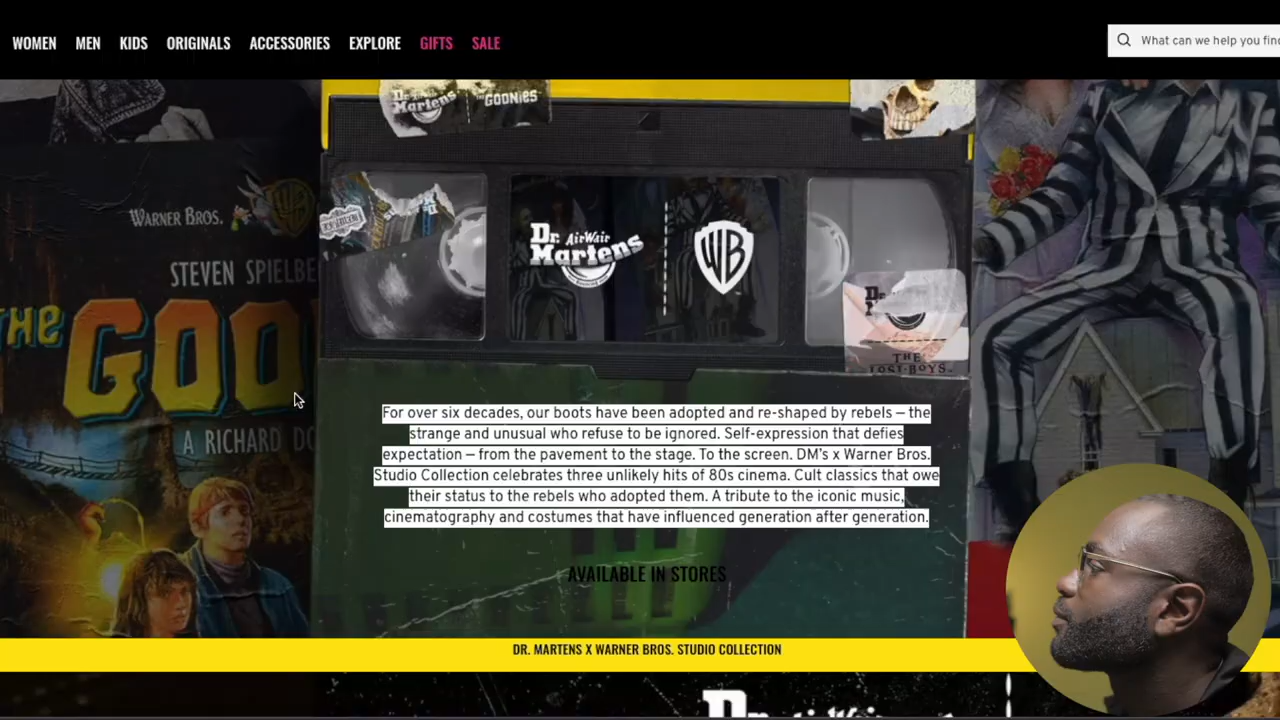 WOMEN MEN KIDS ORIGINALS ACCESSORIES EXPLORE GIFTS SALE
What can we help you find
Dr. Martens THE GOONIES
WARNER BROS. WB
STEVEN SPIELBE
THE GOO
A RICHARD DO
Dr. Martens AirWair WB
THE
LOST BOYS
For over six decades, our boots have been adopted and re-shaped by rebels – the
strange and unusual who refuse to be ignored. Self-expression that defies
expectation – from the pavement to the stage. To the screen. DM's x Warner Bros.
Studio Collection celebrates three unlikely hits of 80s cinema. Cult classics that owe
their status to the rebels who adopted them. A tribute to the iconic music,
cinematography and costumes that have influenced generation after generation.
AVAILABLE IN STORES
DR. MARTENS X WARNER BROS. STUDIO COLLECTION